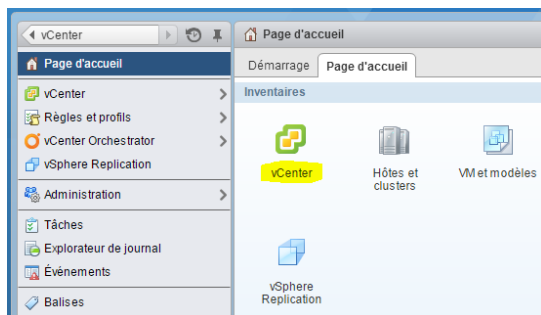 vCenter
Page d'accueil
vCenter
Règles et profils
vCenter Orchestrator
vSphere Replication
Administration
Tâches
Explorateur de journal
Événements
Balises
Page d'accueil
Démarrage Page d'accueil
Inventaires
vCenter Hôtes et VM et modèles
clusters
vSphere
Replication